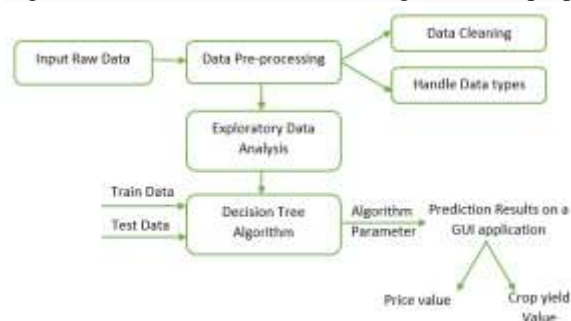 Data Cleaning
Input Raw Data
Data Pre-processing
Handle Data types
Exploratory Data
Analysis
Train Data
Test Data
Decision Tree
Algorithm
Algorithm
Parameter
Prediction Results on a
GUI application
Price value
Crop yield
Value